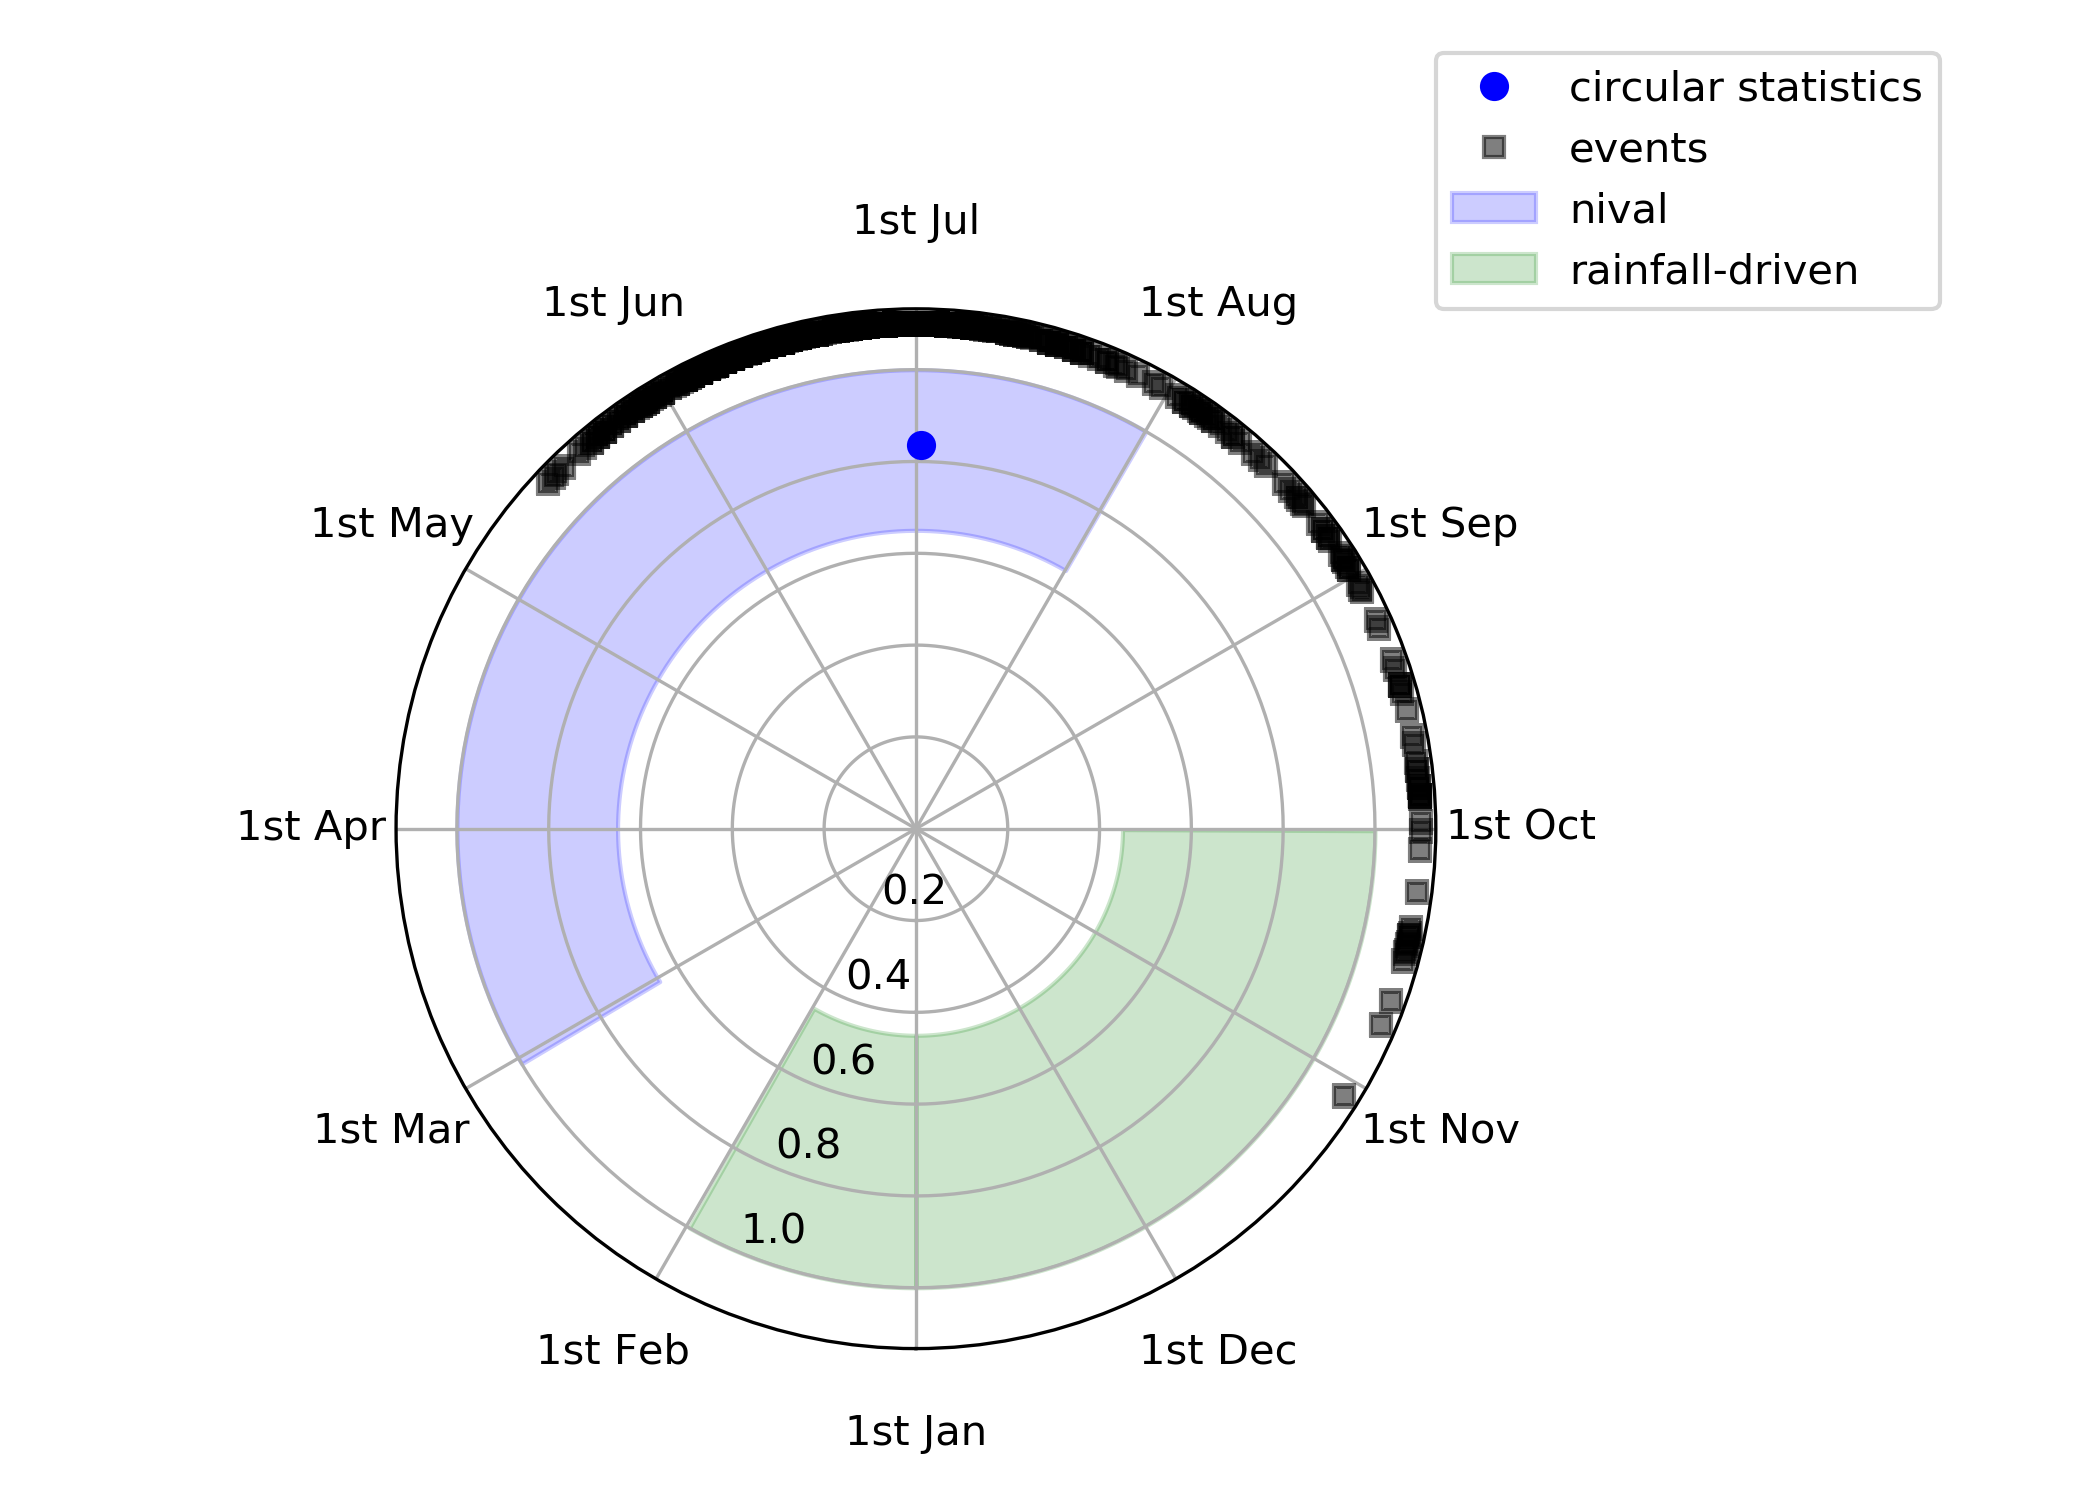 circular statistics
events
nival
rainfall-driven
1st Jul
1st Jun
1st Aug
1st May
1st Sep
1st Apr
1st Oct
0.2
0.4
0.6
0.8
1.0
1st Mar
1st Nov
1st Feb
1st Dec
1st Jan